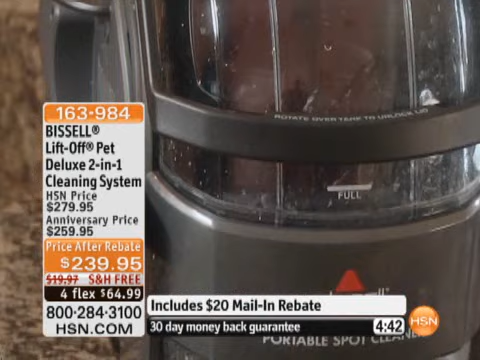 163-984
BISSELL®
Lift-Off® Pet
Deluxe 2-in-1
Cleaning System
HSN Price
$279.95
Anniversary Price
$259.95
Price After Rebate
$239.95
$19.97 S&H FREE
4 flex $64.99
800·284·3100
HSN.COM
ROTATE OVER TERP TO UNLOCK LID
FULL
PORTABLE SPOT CLEANE
Includes $20 Mail-In Rebate
30 day money back guarantee
4:42
HSN